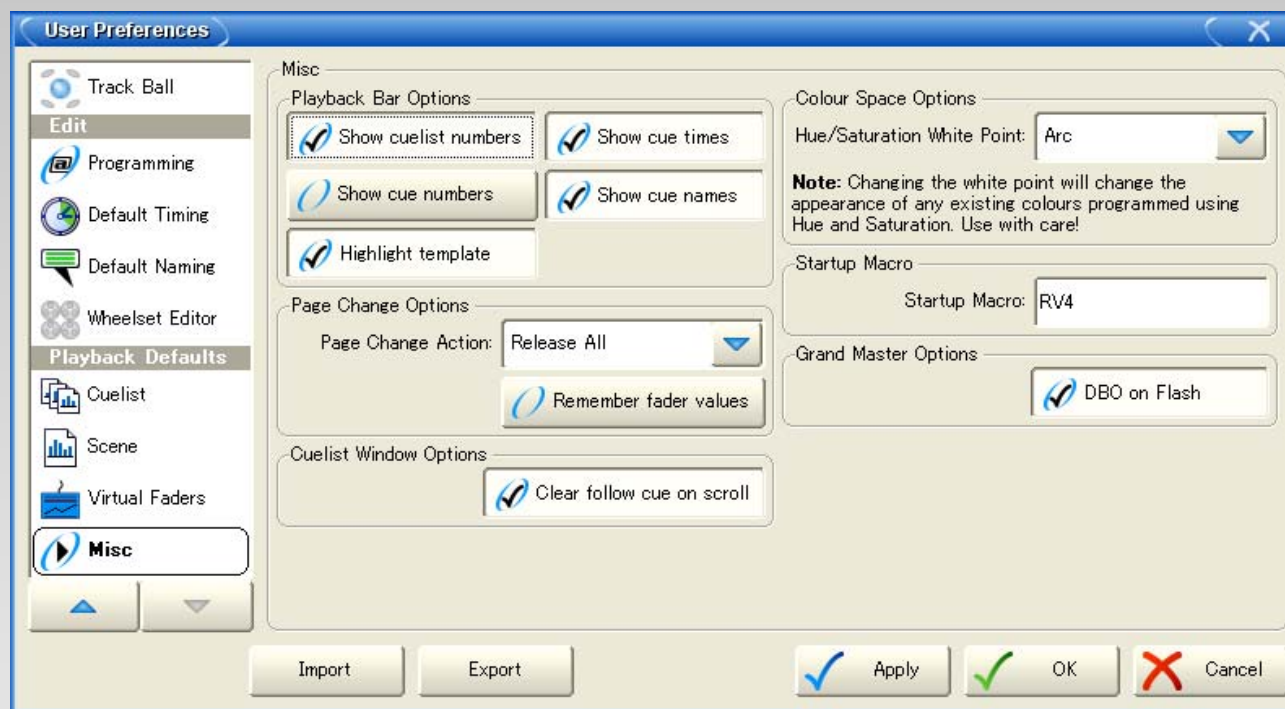 User Preferences
Track Ball
Edit
Programming
Default Timing
Default Naming
Wheelset Editor
Playback Defaults
Cuelist
Scene
Virtual Faders
Misc
Misc
Playback Bar Options
Show cuelist numbers
Show cue times
Show cue numbers
Show cue names
Highlight template
Page Change Options
Page Change Action: Release All
Remember fader values
Cuelist Window Options
Clear follow cue on scroll
Colour Space Options
Hue/Saturation White Point: Arc
Note: Changing the white point will change the
appearance of any existing colours programmed using
Hue and Saturation. Use with care!
Startup Macro
Startup Macro: RV4
Grand Master Options
DBO on Flash
Import
Export
Apply
OK
Cancel